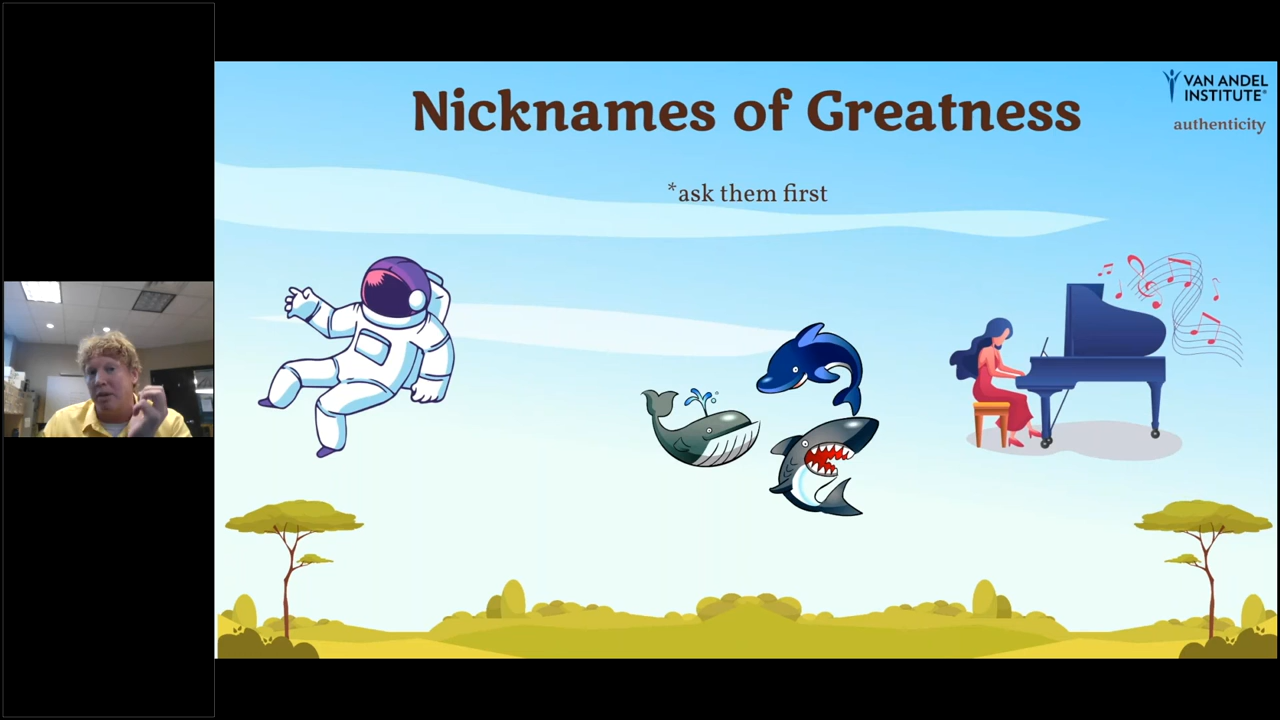 Nicknames of Greatness
VAN ANDEL
INSTITUTE®
authenticity
*ask them first